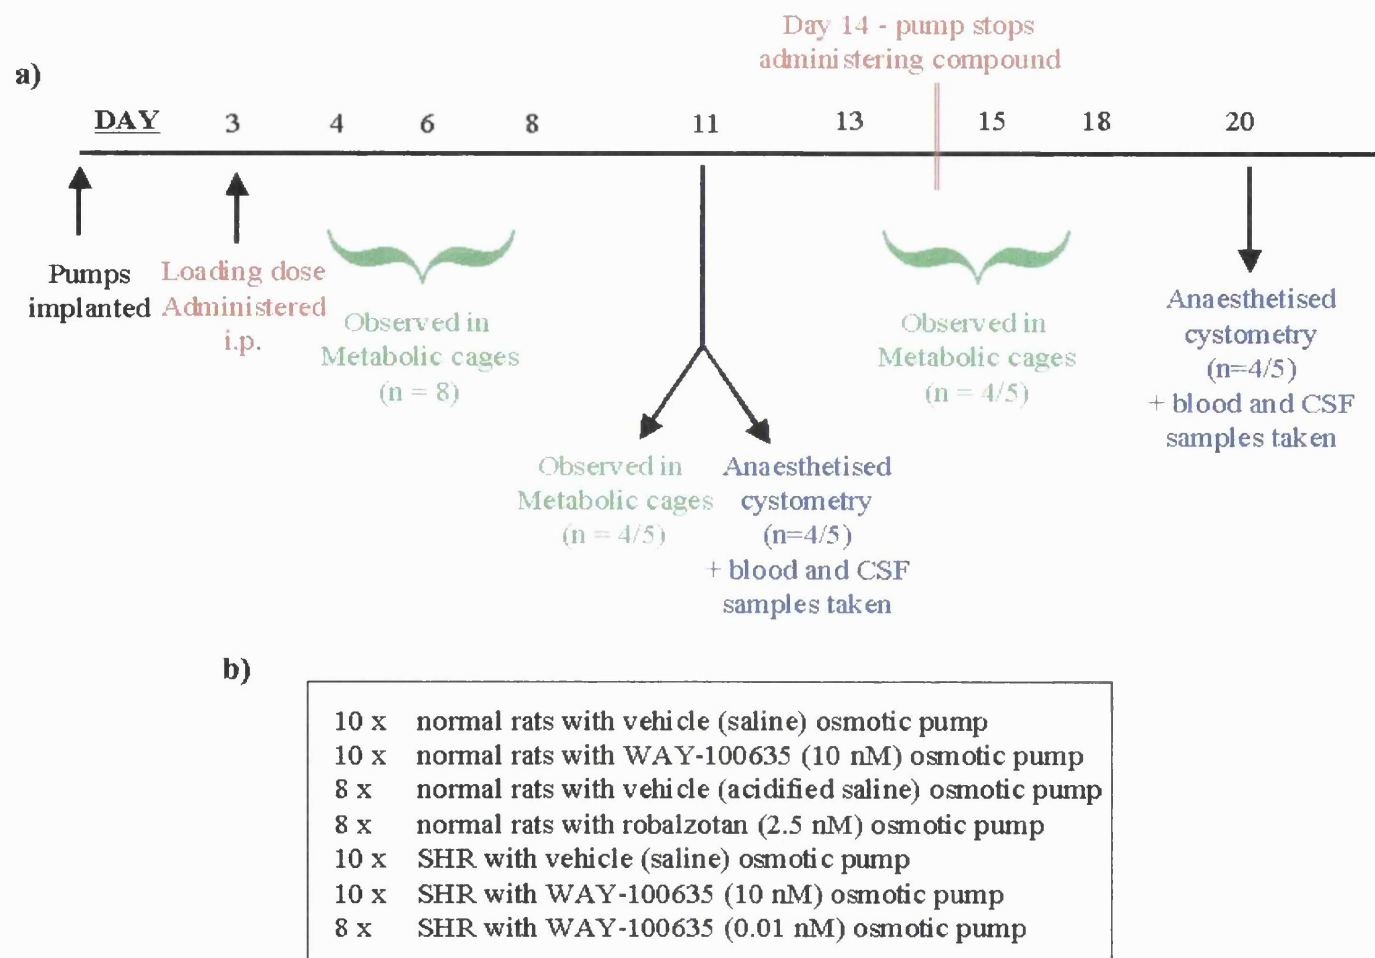 Day 14 - pump stops
administering compound
a)
DAY 3 4 6 8 11 13 15 18 20
Pumps
implanted
Loading dose
Administered
i.p.
Observed in
Metabolic cages
(n = 8)
Observed in
Metabolic cages
(n = 4/5)
Anaesthetised
cystometry
(n=4/5)
+ blood and CSF
samples taken
Observed in
Metabolic cages
(n = 4/5)
Anaesthetised
cystometry
(n=4/5)
+ blood and CSF
samples taken
b)
10 x normal rats with vehicle (saline) osmotic pump
10 x normal rats with WAY-100635 (10 nM) osmotic pump
8 x normal rats with vehicle (acidified saline) osmotic pump
8 x normal rats with robalzotan (2.5 nM) osmotic pump
10 x SHR with vehicle (saline) osmotic pump
10 x SHR with WAY-100635 (10 nM) osmotic pump
8 x SHR with WAY-100635 (0.01 nM) osmotic pump